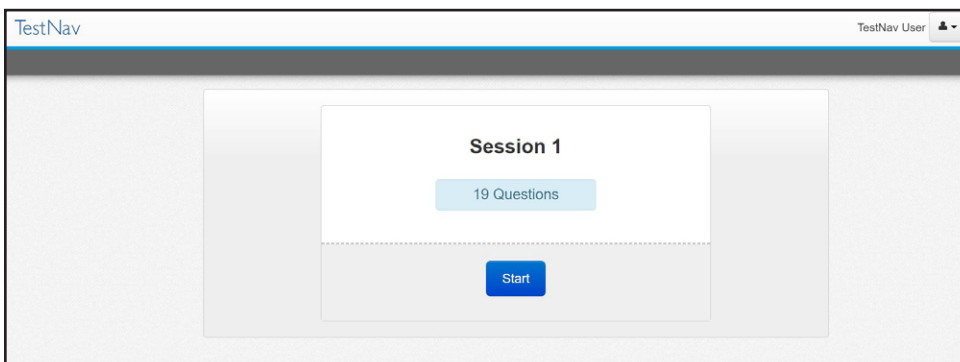 TestNav
TestNav User
Session 1
19 Questions
Start